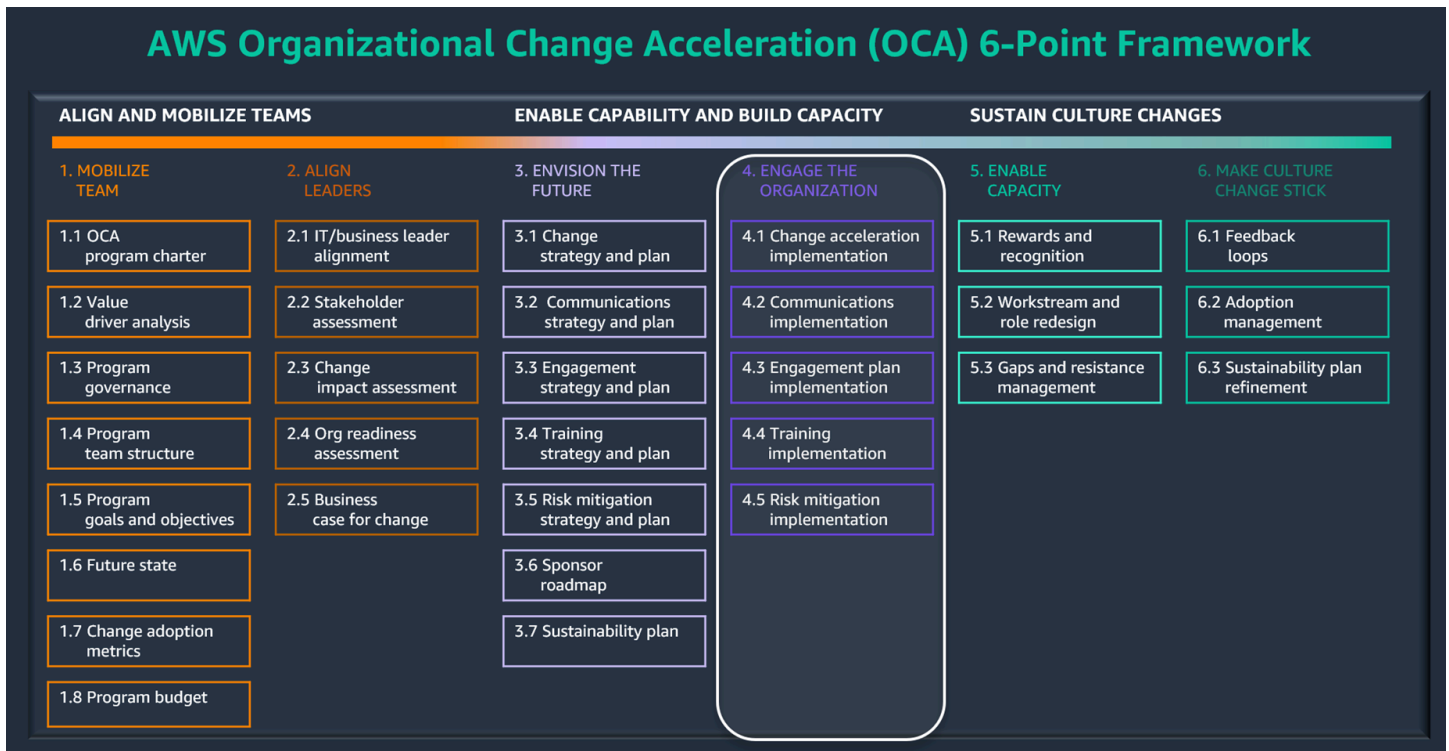 AWS Organizational Change Acceleration (OCA) 6-Point Framework
ALIGN AND MOBILIZE TEAMS
ENABLE CAPABILITY AND BUILD CAPACITY
SUSTAIN CULTURE CHANGES
1. MOBILIZE
TEAM
1.1 OCA
program charter
1.2 Value
driver analysis
1.3 Program
governance
1.4 Program
team structure
1.5 Program
goals and objectives
1.6 Future state
1.7 Change adoption
metrics
1.8 Program budget
2. ALIGN
LEADERS
2.1 IT/business leader
alignment
2.2 Stakeholder
assessment
2.3 Change
impact assessment
2.4 Org readiness
assessment
2.5 Business
case for change
3. ENVISION THE
FUTURE
3.1 Change
strategy and plan
3.2 Communications
strategy and plan
3.3 Engagement
strategy and plan
3.4 Training
strategy and plan
3.5 Risk mitigation
strategy and plan
3.6 Sponsor
roadmap
3.7 Sustainability plan
4. ENGAGE THE
ORGANIZATION
4.1 Change acceleration
implementation
4.2 Communications
implementation
4.3 Engagement plan
implementation
4.4 Training
implementation
4.5 Risk mitigation
implementation
5. ENABLE
CAPACITY
5.1 Rewards and
recognition
5.2 Workstream and
role redesign
5.3 Gaps and resistance
management
6. MAKE CULTURE
CHANGE STICK
6.1 Feedback
loops
6.2 Adoption
management
6.3 Sustainability plan
refinement